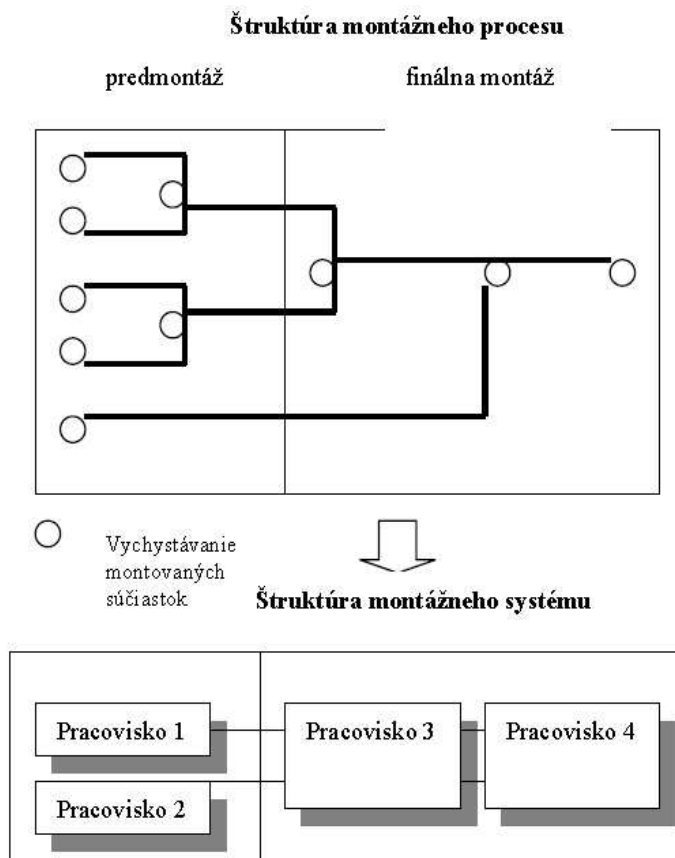 Štruktúra montážneho procesu
predmontáž
finálna montáž
Vychystávanie
montovaných
súčiastok
Štruktúra montážneho systému
Pracovisko 1
Pracovisko 3
Pracovisko 4
Pracovisko 2